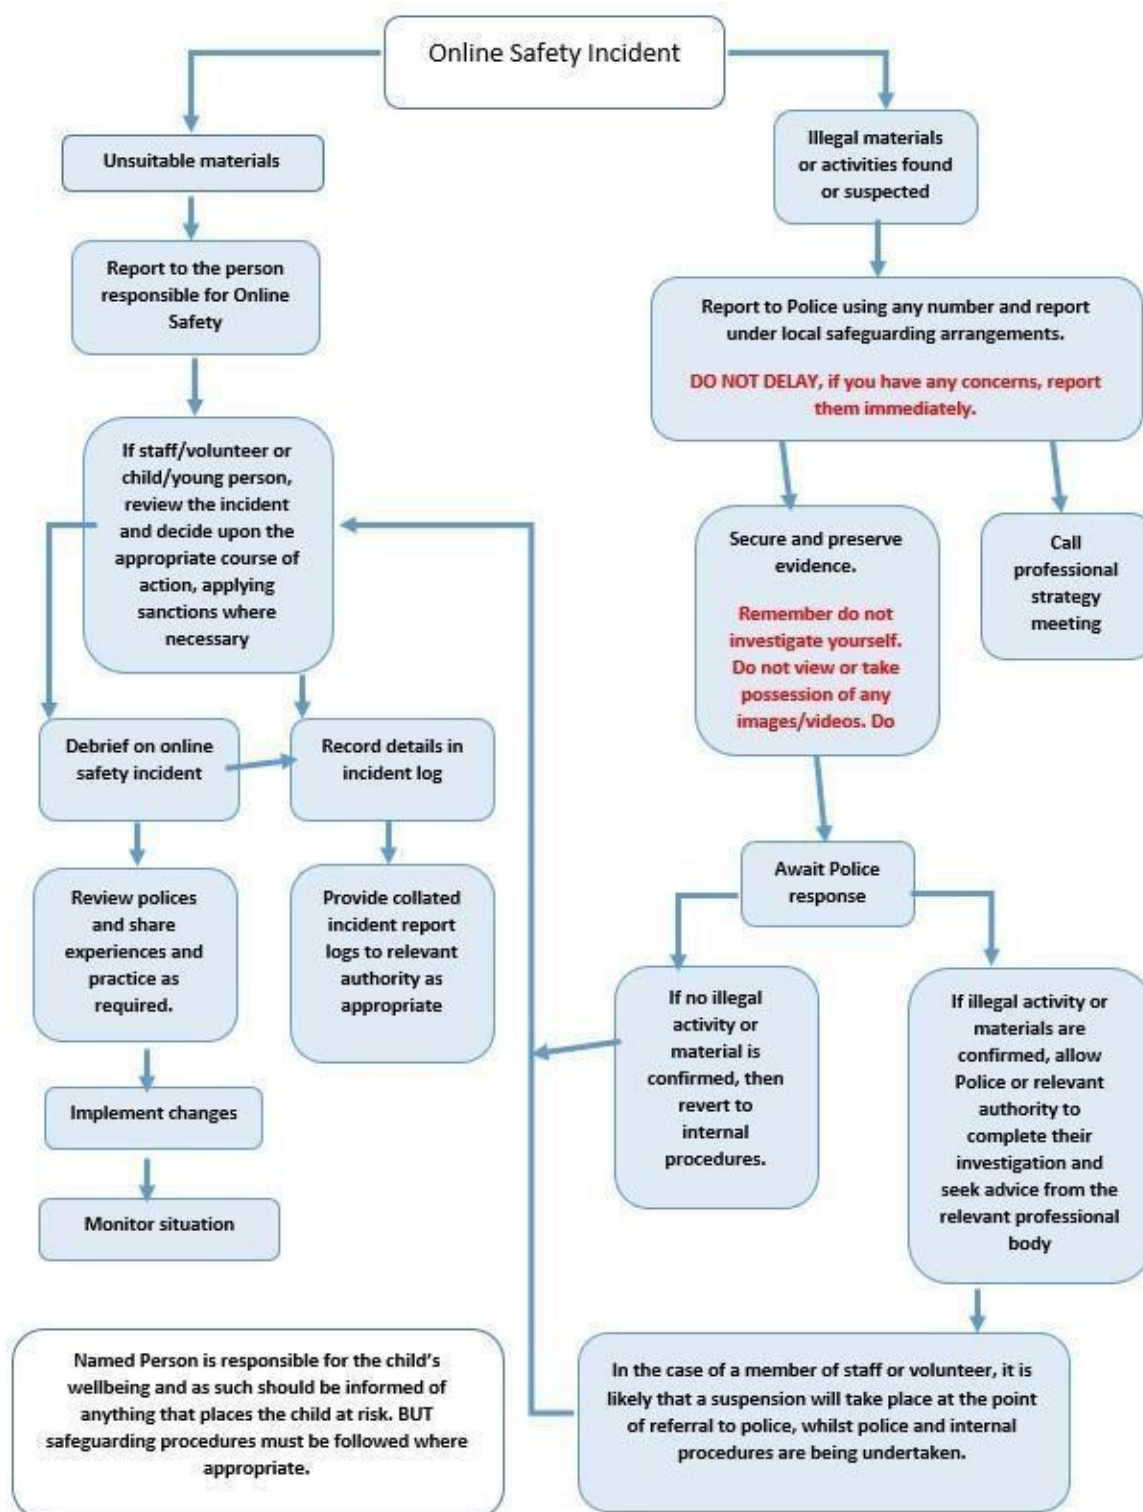 Online Safety Incident
Unsuitable materials
Report to the person
responsible for Online
Safety
If staff/volunteer or
child/young person,
review the incident
and decide upon the
appropriate course of
action, applying
sanctions where
necessary
Debrief on online
safety incident
Record details in
incident log
Review polices
and share
experiences and
practice as
required.
Provide collated
incident report
logs to relevant
authority as
appropriate
Implement changes
Monitor situation
Illegal materials
or activities found
or suspected
Report to Police using any number and report
under local safeguarding arrangements.
DO NOT DELAY, if you have any concerns, report
them immediately.
Secure and preserve
evidence.
Remember do not
investigate yourself.
Do not view or take
possession of any
images/videos. Do
Call
professional
strategy
meeting
Await Police
response
If no illegal
activity or
material is
confirmed, then
revert to
internal
procedures.
If illegal activity or
materials are
confirmed, allow
Police or relevant
authority to
complete their
investigation and
seek advice from the
relevant professional
body
In the case of a member of staff or volunteer, it is
likely that a suspension will take place at the point
of referral to police, whilst police and internal
procedures are being undertaken.
Named Person is responsible for the child's
wellbeing and as such should be informed of
anything that places the child at risk. BUT
safeguarding procedures must be followed where
appropriate.